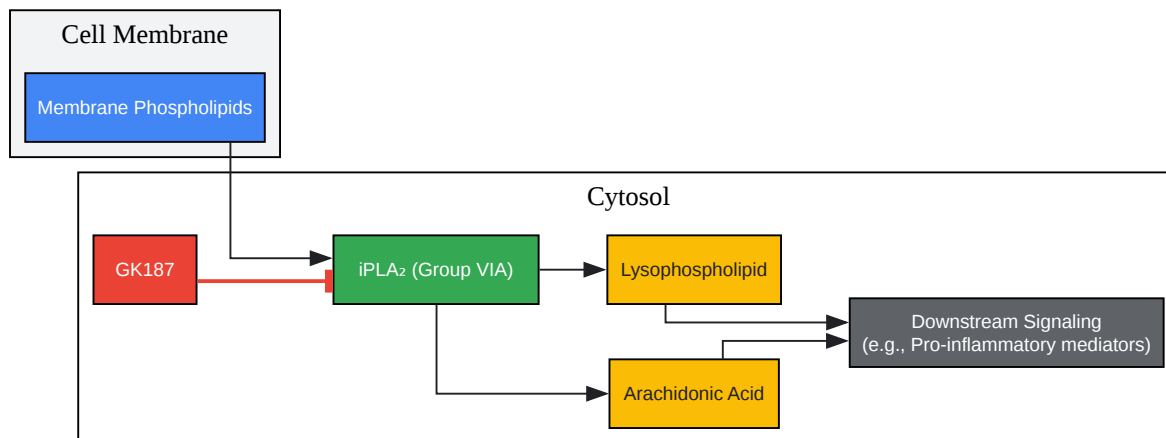 Cell Membrane
Membrane Phospholipids
Cytosol
GK187
iPLA₂ (Group VIA)
Lysophospholipid
Downstream Signaling
(e.g., Pro-inflammatory mediators)
Arachidonic Acid